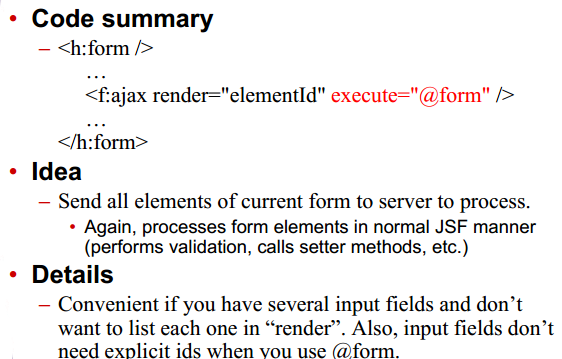 • Code summary
– <h:form />
…
<f:ajax render="elementId" execute="@form" />
…
</h:form>
• Idea
– Send all elements of current form to server to process.
• Again, processes form elements in normal JSF manner
(performs validation, calls setter methods, etc.)
• Details
– Convenient if you have several input fields and don’t
want to list each one in “render”. Also, input fields don’t
need explicit ids when you use @form.